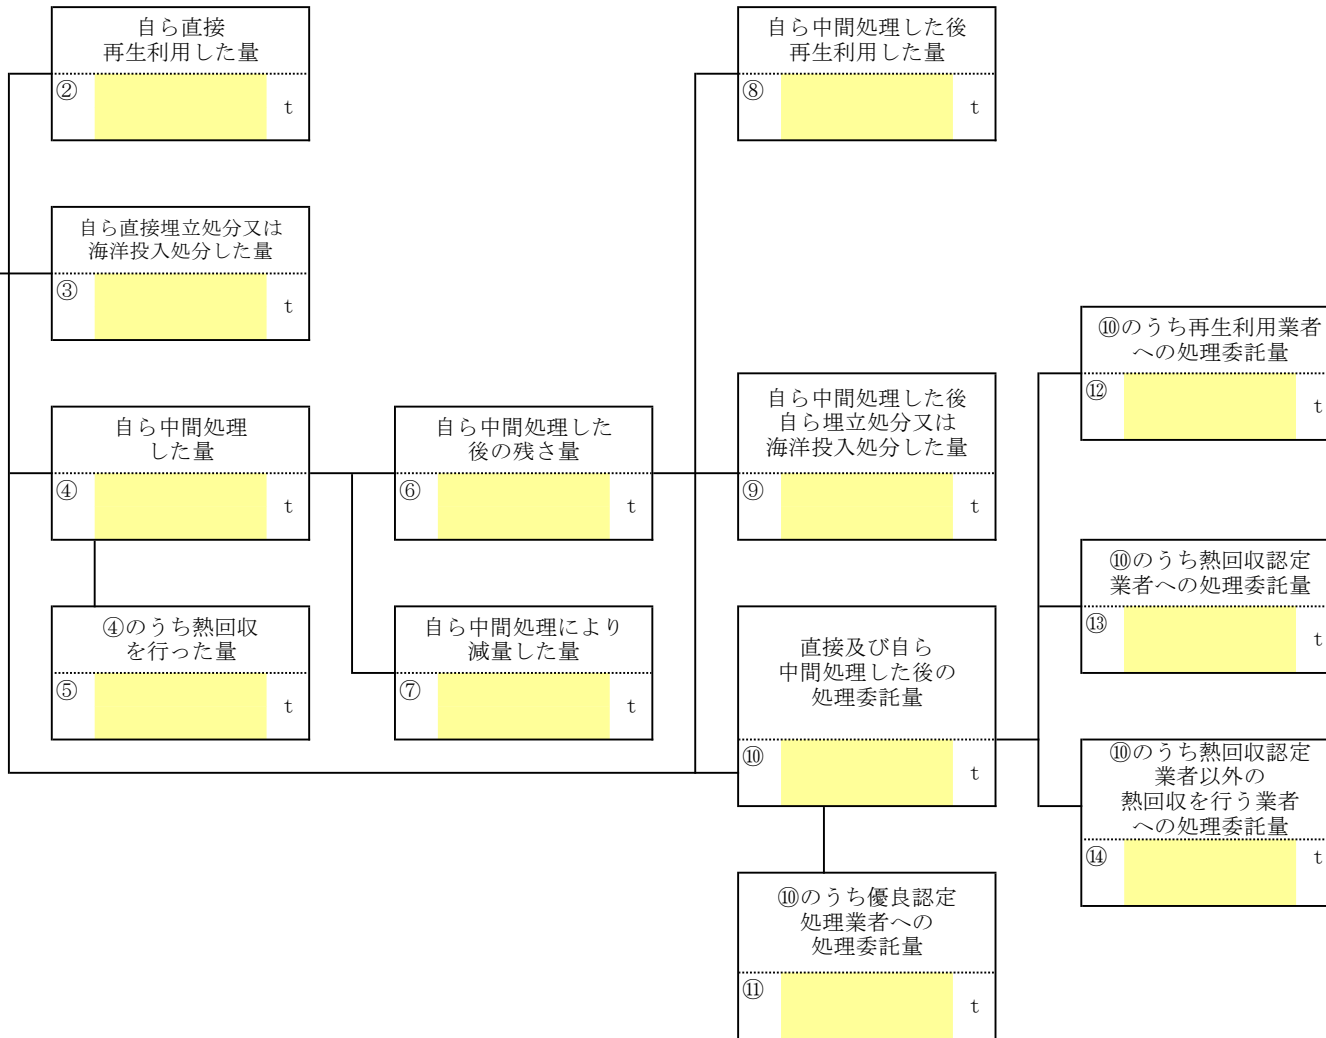 自ら直接
再生利用した量
②
t
自ら中間処理した後
再生利用した量
⑧
t
自ら直接埋立処分又は
海洋投入処分した量
③
t
⑩のうち再生利用業者
への処理委託量
⑫
t
自ら中間処理
した量
④
t
自ら中間処理した
後の残さ量
⑥
t
自ら中間処理した後
自ら埋立処分又は
海洋投入処分した量
⑨
t
⑩のうち熱回収認定
業者への処理委託量
⑬
t
④のうち熱回収
を行った量
⑤
t
自ら中間処理により
減量した量
⑦
t
直接及び自ら
中間処理した後の
処理委託量
⑩
t
⑩のうち熱回収認定
業者以外の
熱回収を行う業者
への処理委託量
⑭
t
⑩のうち優良認定
処理業者への
処理委託量
⑪
t